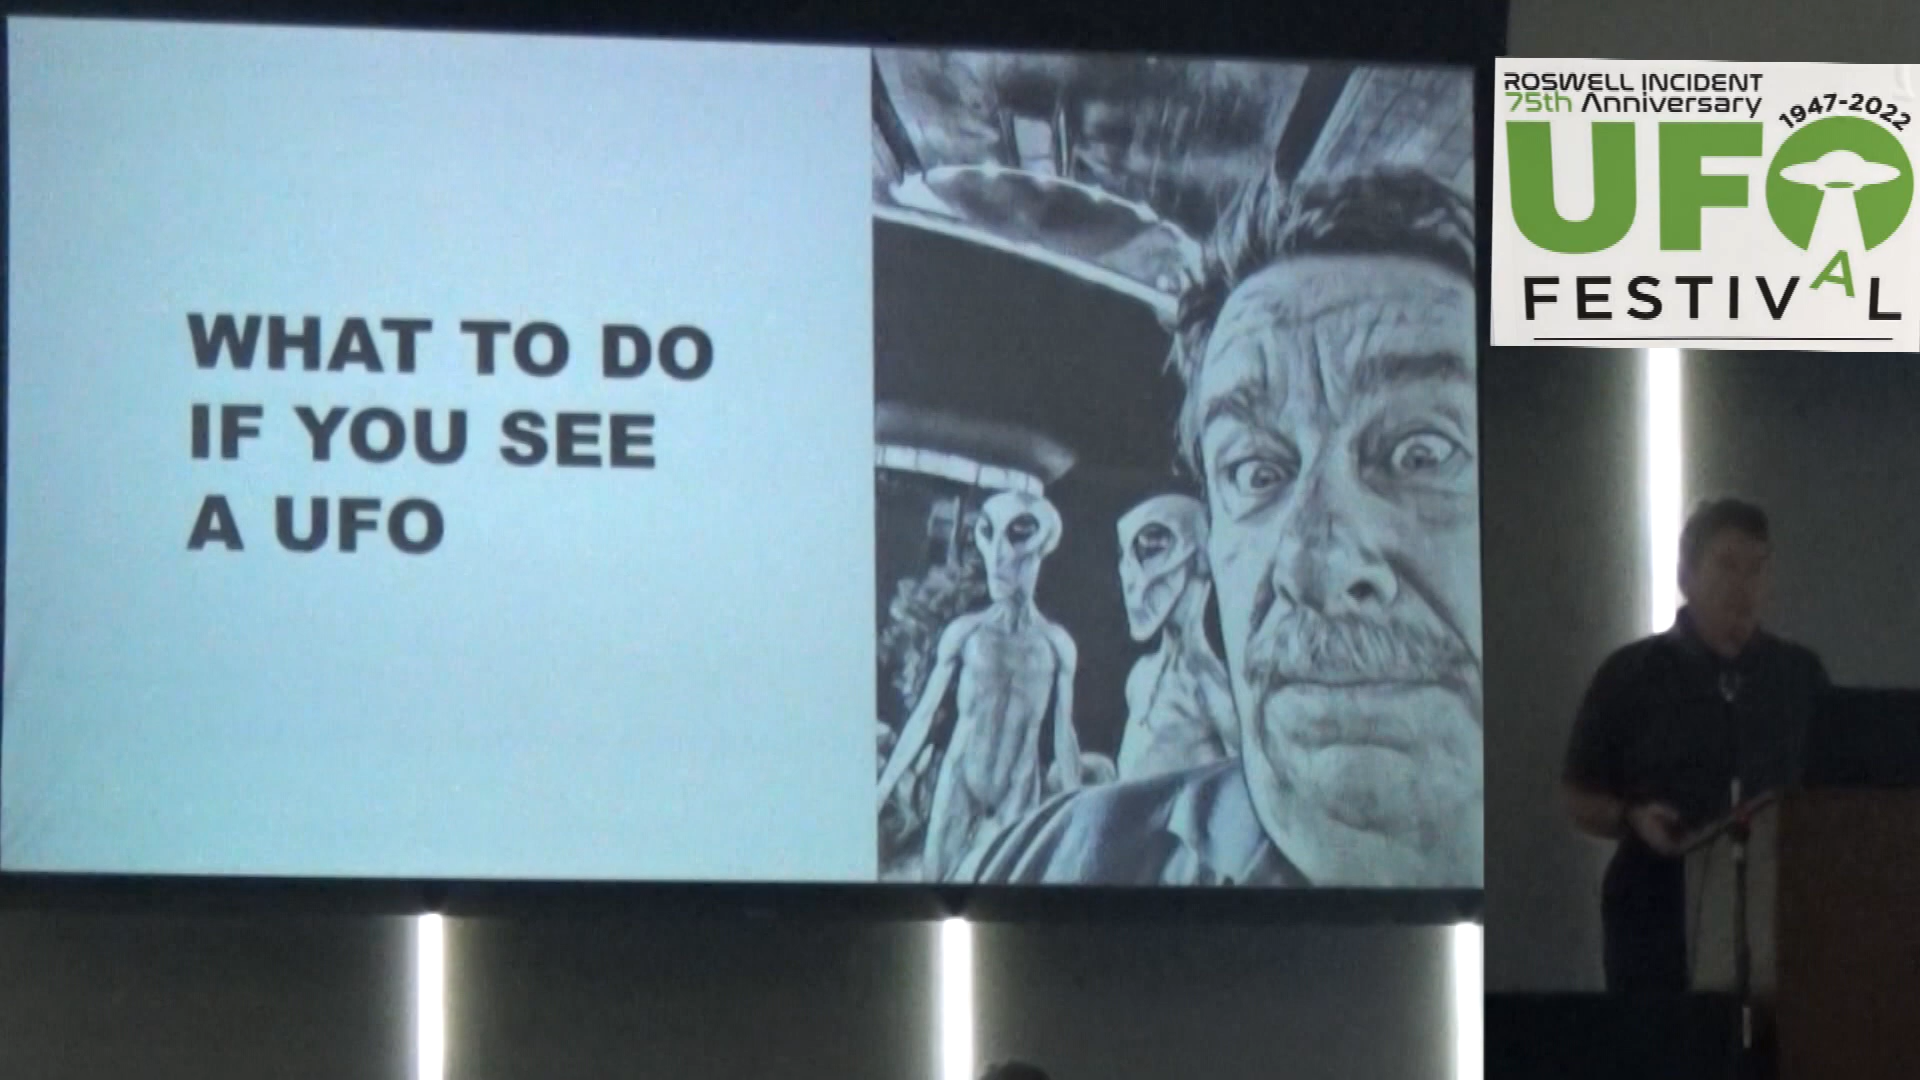 WHAT TO DO
IF YOU SEE
A UFO
ROSWELL INCIDENT
75th Anniversary
1947-2022
UFO
FESTIVAL